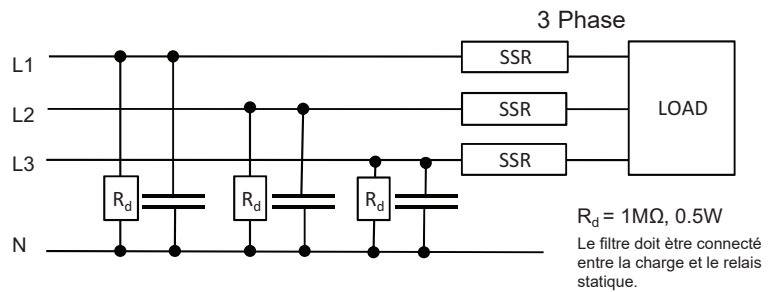 3 Phase
L1
SSR
L2
SSR
LOAD
L3
SSR
Rd
Rd
Rd
N
Rd = 1MΩ, 0.5W
Le filtre doit ètre connecté
entre la charge et le relais
statique.